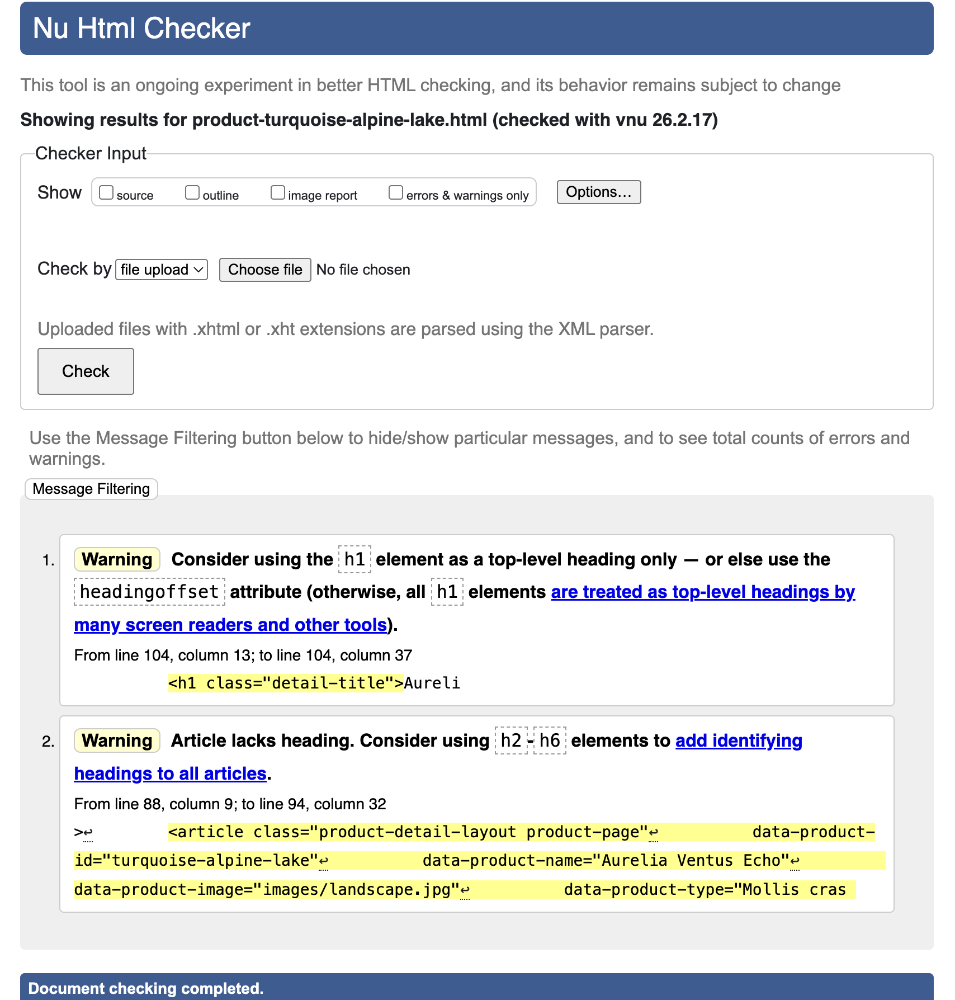 Nu Html Checker
This tool is an ongoing experiment in better HTML checking, and its behavior remains subject to change
Showing results for product-turquoise-alpine-lake.html (checked with vnu 26.2.17)
Checker Input
Show source outline image report errors & warnings only Options...
Check by file upload Choose file No file chosen
Uploaded files with .xhtml or .xht extensions are parsed using the XML parser.
Check
Use the Message Filtering button below to hide/show particular messages, and to see total counts of errors and
warnings.
Message Filtering
1. Warning Consider using the h1 element as a top-level heading only — or else use the
headingoffset attribute (otherwise, all h1 elements are treated as top-level headings by
many screen readers and other tools).
From line 104, column 13; to line 104, column 37
<h1 class="detail-title">Aureli
2. Warning Article lacks heading. Consider using h2-h6 elements to add identifying
headings to all articles.
From line 88, column 9; to line 94, column 32
>↩ <article class="product-detail-layout product-page"↩ data-product-
id="turquoise-alpine-lake"↩ data-product-name="Aurelia Ventus Echo"↩
data-product-image="images/landscape.jpg"↩ data-product-type="Mollis cras
Document checking completed.